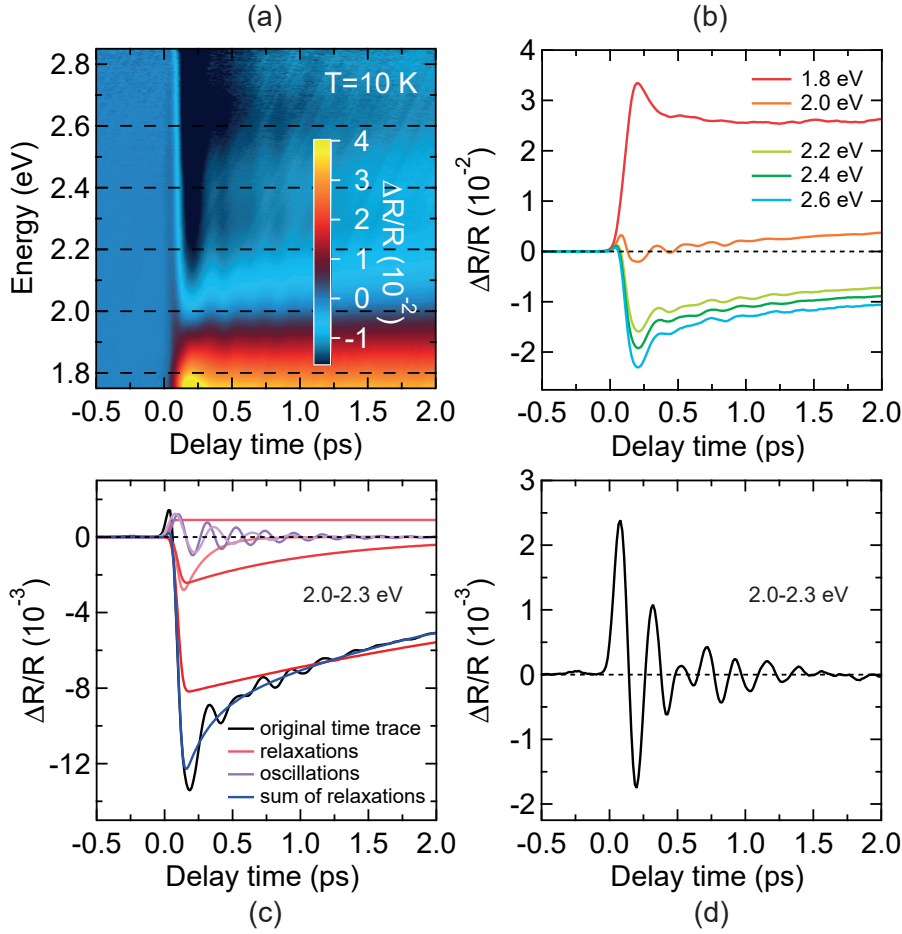 (a)
T=10 K
2.8
2.6
2.4
2.2
2.0
1.8
Energy (eV)
4
3
2
1
0
-1
ΔR/R (10⁻²)
-0.5 0.0 0.5 1.0 1.5 2.0
Delay time (ps)
(b)
4
2
0
-1
-2
ΔR/R (10⁻²)
1.8 eV
2.0 eV
2.2 eV
2.4 eV
2.6 eV
-0.5 0.0 0.5 1.0 1.5 2.0
Delay time (ps)
0
-4
-8
-12
ΔR/R (10⁻³)
2.0-2.3 eV
original time trace
relaxations
oscillations
sum of relaxations
-0.5 0.0 0.5 1.0 1.5 2.0
Delay time (ps)
(c)
3
2
1
0
-1
-2
ΔR/R (10⁻³)
2.0-2.3 eV
-0.5 0.0 0.5 1.0 1.5 2.0
Delay time (ps)
(d)